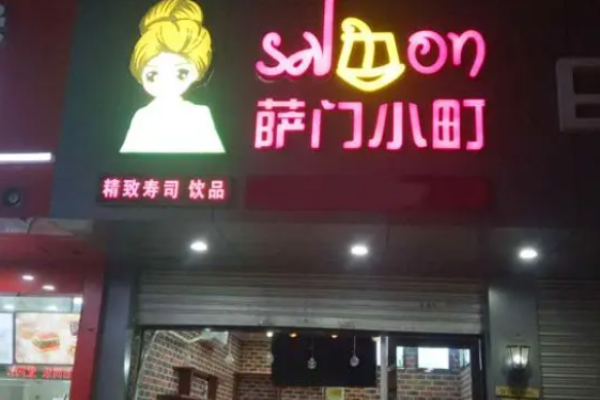 salmon
萨门小町
精致寿司 饮品